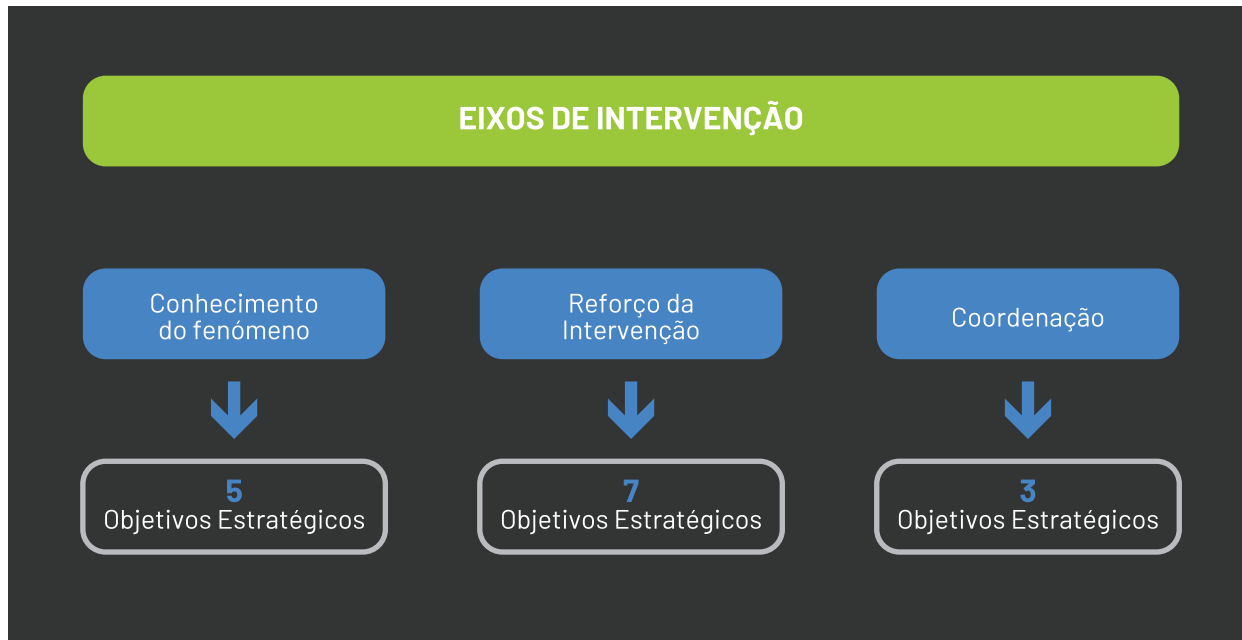 EIXOS DE INTERVENÇÃO
Conhecimento
do fenómeno
Reforço da
Intervenção
Coordenação
5
Objetivos Estratégicos
7
Objetivos Estratégicos
3
Objetivos Estratégicos